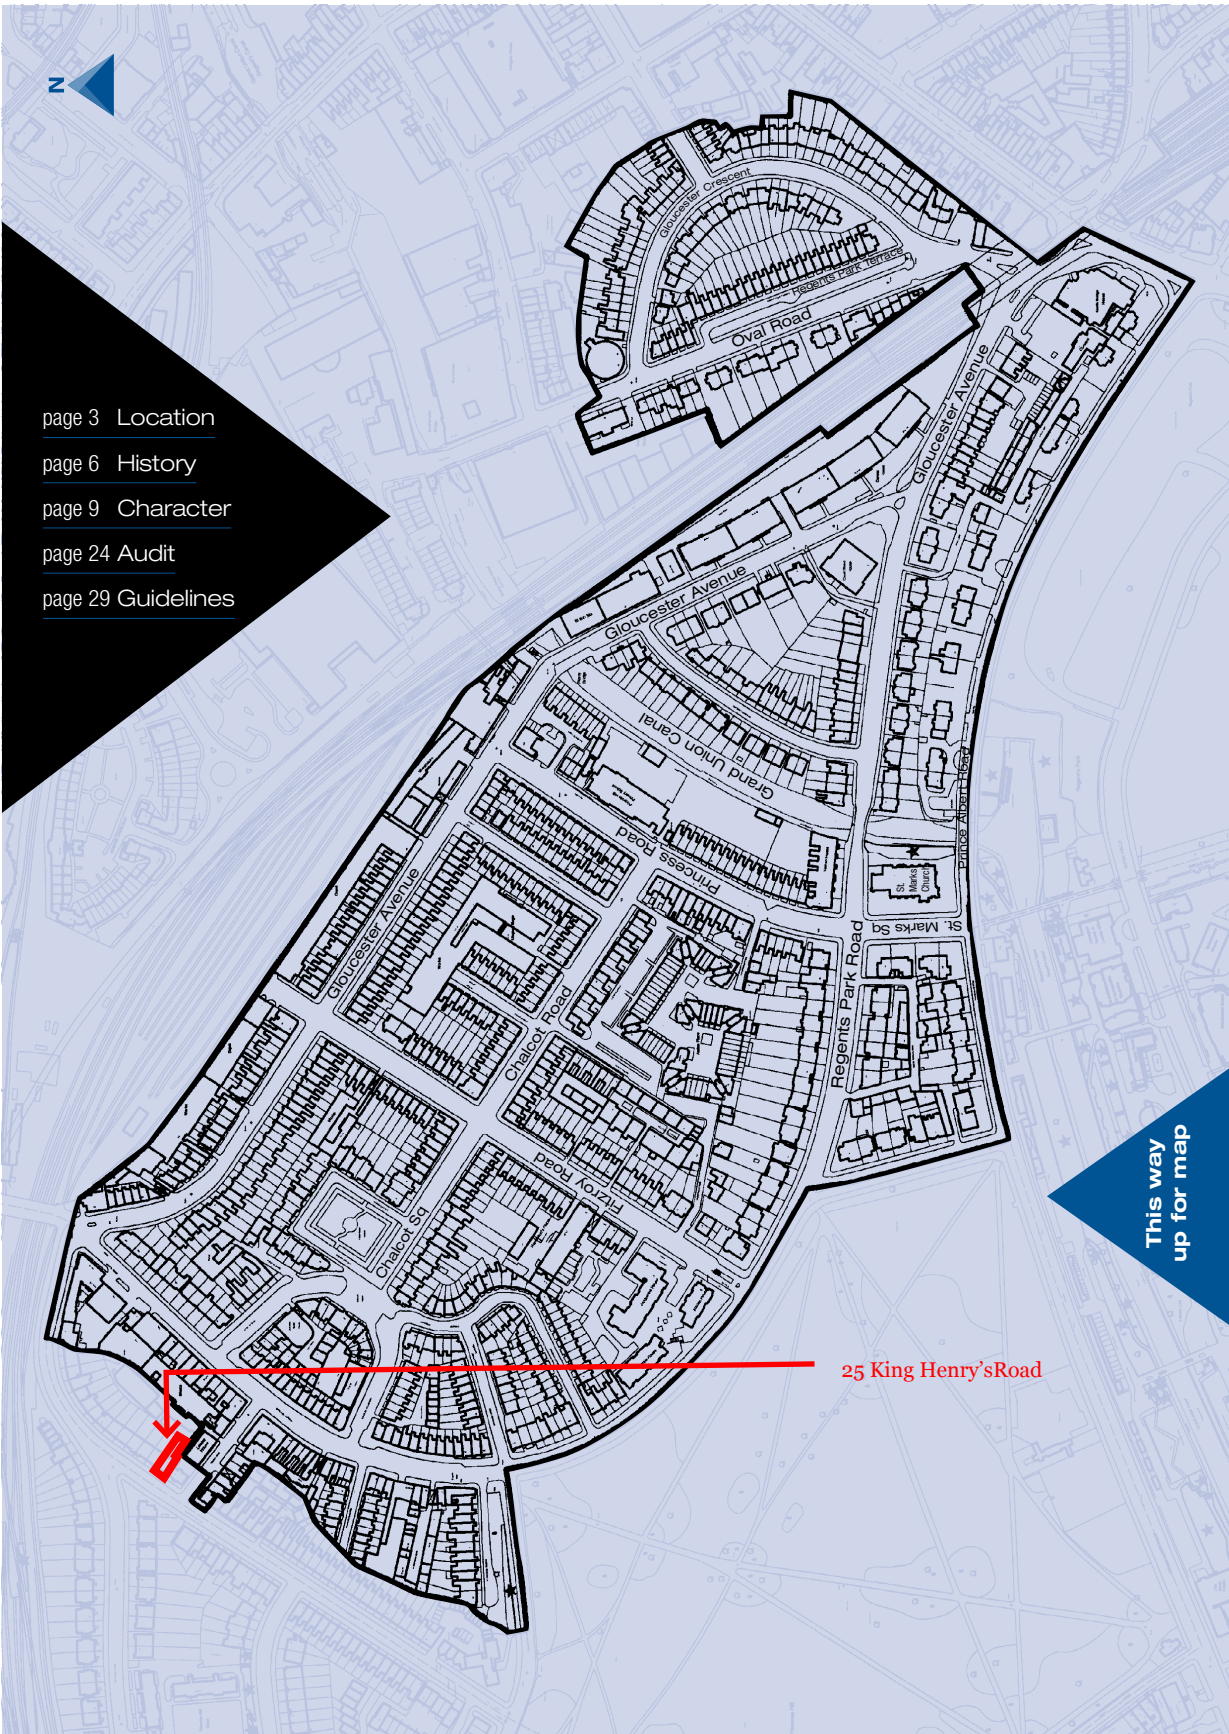 N
page 3 Location
page 6 History
page 9 Character
page 24 Audit
page 29 Guidelines
Gloucester Crescent
Regents Park Terrace
Oval Road
Gloucester Avenue
Gloucester Avenue
Grand Union Canal
Princess Road
Princess Road
Prince Albert Road
St.
Marks
Church
St. Marks Sq
Gloucester Avenue
Chalcot Road
Regents Park Road
Fitzroy Road
Chalcot Sq
This way
up for map
25 King Henry'sRoad